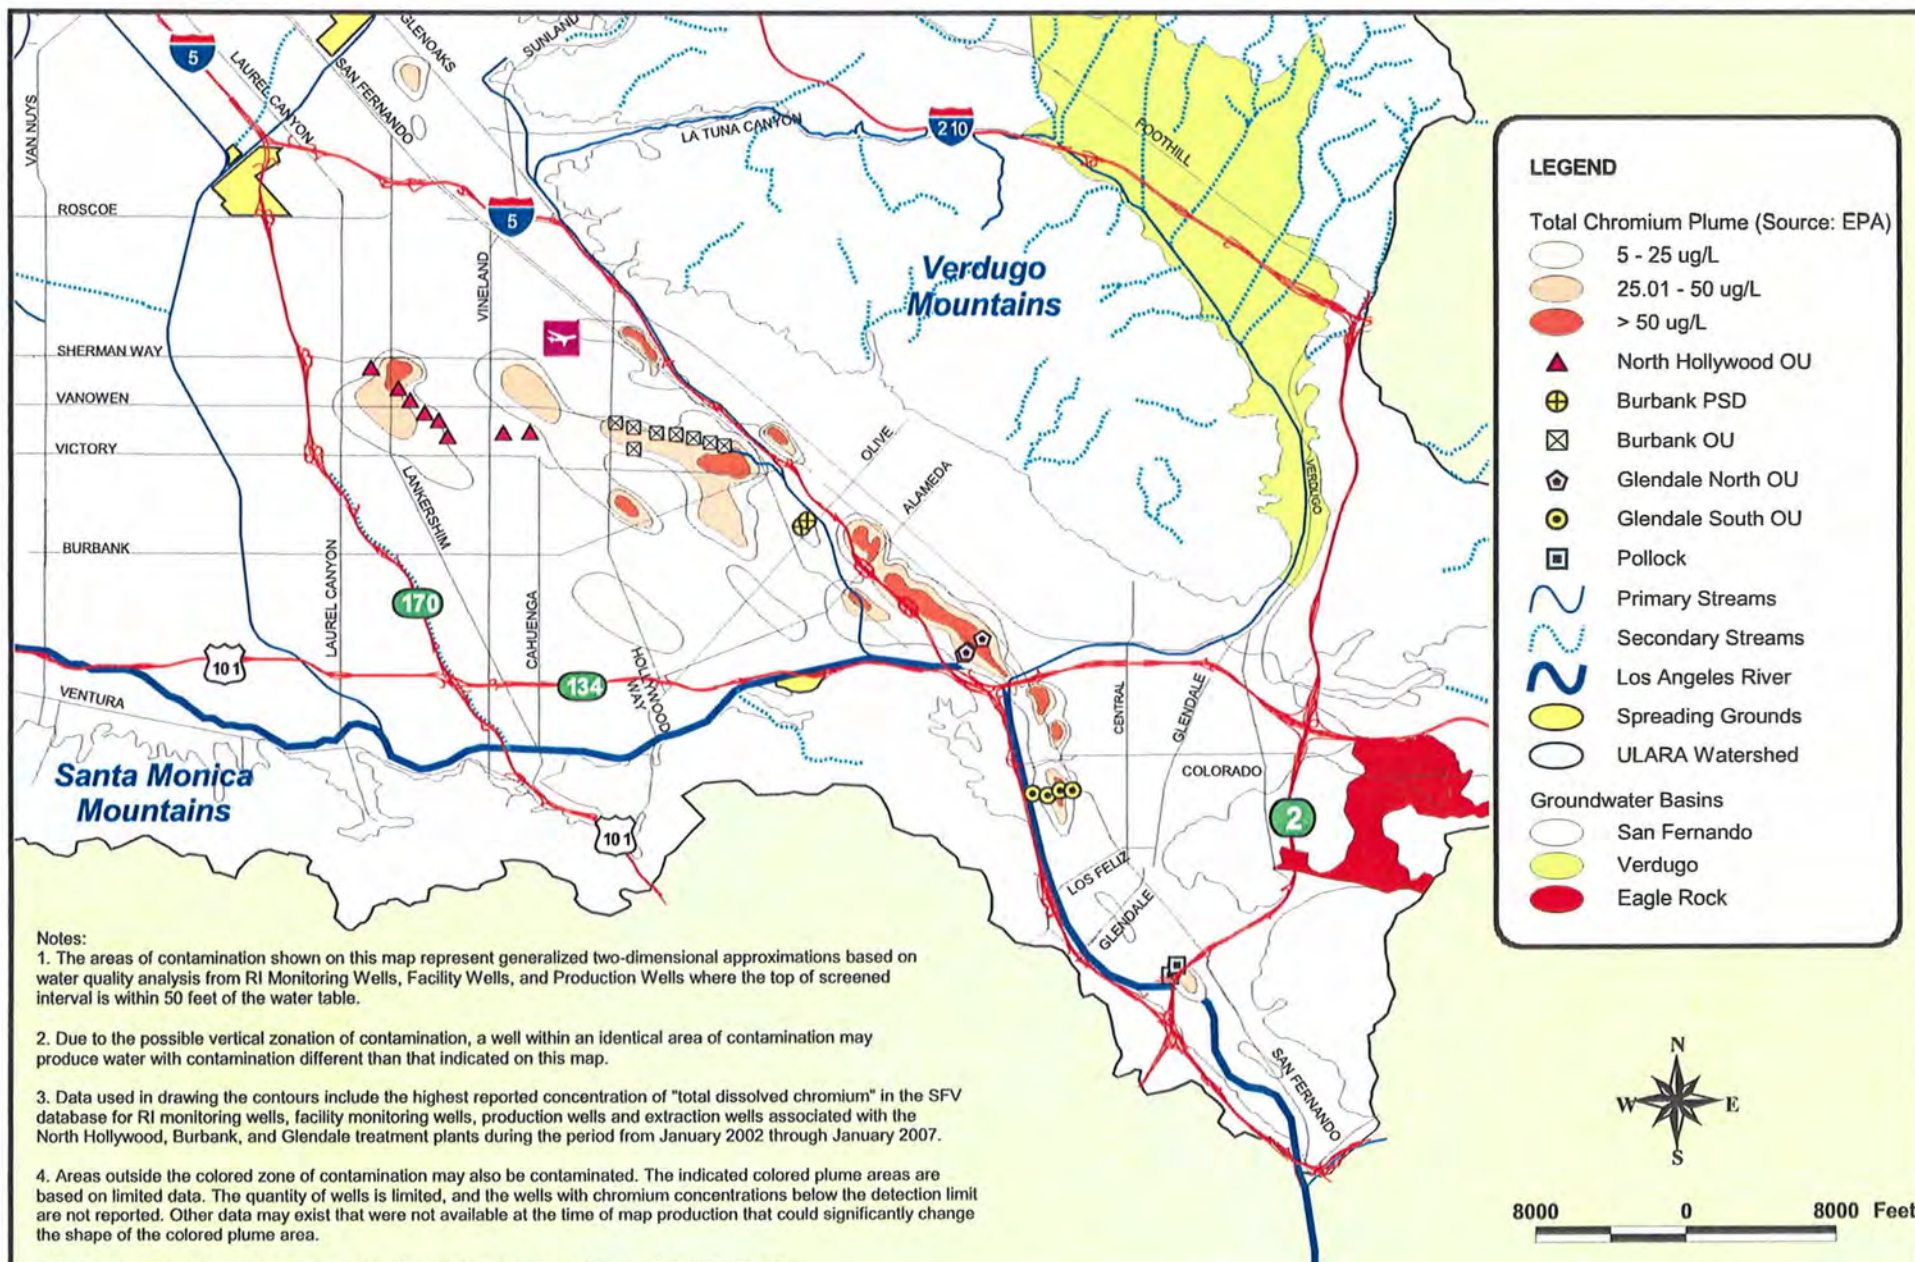 GLENOAKS
SUNLAND
5
LAUREL CANYON
SAN FERNANDO
VAN NUYS
LA TUNA CANYON
210
FOOTHILL
ROSCOE
5
VINELAND
Verdugo
Mountains
SHERMAN WAY
VANOWEN
VICTORY
OLIVE
ALAMEDA
VERDUGO
LANKERSHIM
BURBANK
LAUREL CANYON
170
CAHUENGA
HOLLYWOOD
WAY
101
134
VENTURA
CENTRAL
GLENDALE
COLORADO
Santa Monica
Mountains
101
2
LOS FELIZ
GLENDALE
SAN FERNANDO
LEGEND
Total Chromium Plume (Source: EPA)
5 - 25 ug/L
25.01 - 50 ug/L
> 50 ug/L
North Hollywood OU
Burbank PSD
Burbank OU
Glendale North OU
Glendale South OU
Pollock
Primary Streams
Secondary Streams
Los Angeles River
Spreading Grounds
ULARA Watershed
Groundwater Basins
San Fernando
Verdugo
Eagle Rock
Notes:
1. The areas of contamination shown on this map represent generalized two-dimensional approximations based on
water quality analysis from RI Monitoring Wells, Facility Wells, and Production Wells where the top of screened
interval is within 50 feet of the water table.
2. Due to the possible vertical zonation of contamination, a well within an identical area of contamination may
produce water with contamination different than that indicated on this map.
3. Data used in drawing the contours include the highest reported concentration of "total dissolved chromium" in the SFV
database for RI monitoring wells, facility monitoring wells, production wells and extraction wells associated with the
North Hollywood, Burbank, and Glendale treatment plants during the period from January 2002 through January 2007.
4. Areas outside the colored zone of contamination may also be contaminated. The indicated colored plume areas are
based on limited data. The quantity of wells is limited, and the wells with chromium concentrations below the detection limit
are not reported. Other data may exist that were not available at the time of map production that could significantly change
the shape of the colored plume area.
N
W
E
S
8000 0 8000 Feet